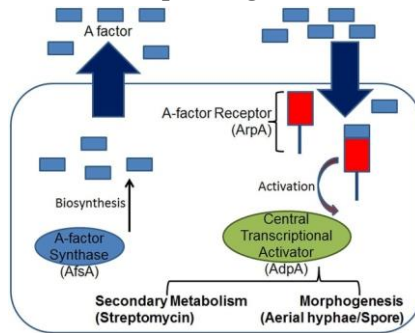 A factor
A-factor Receptor
(ArpA)
Activation
Biosynthesis
A-factor
Synthase
(AfsA)
Central
Transcriptional
Activator
(AdpA)
Secondary Metabolism
(Streptomycin)
Morphogenesis
(Aerial hyphae/Spore)